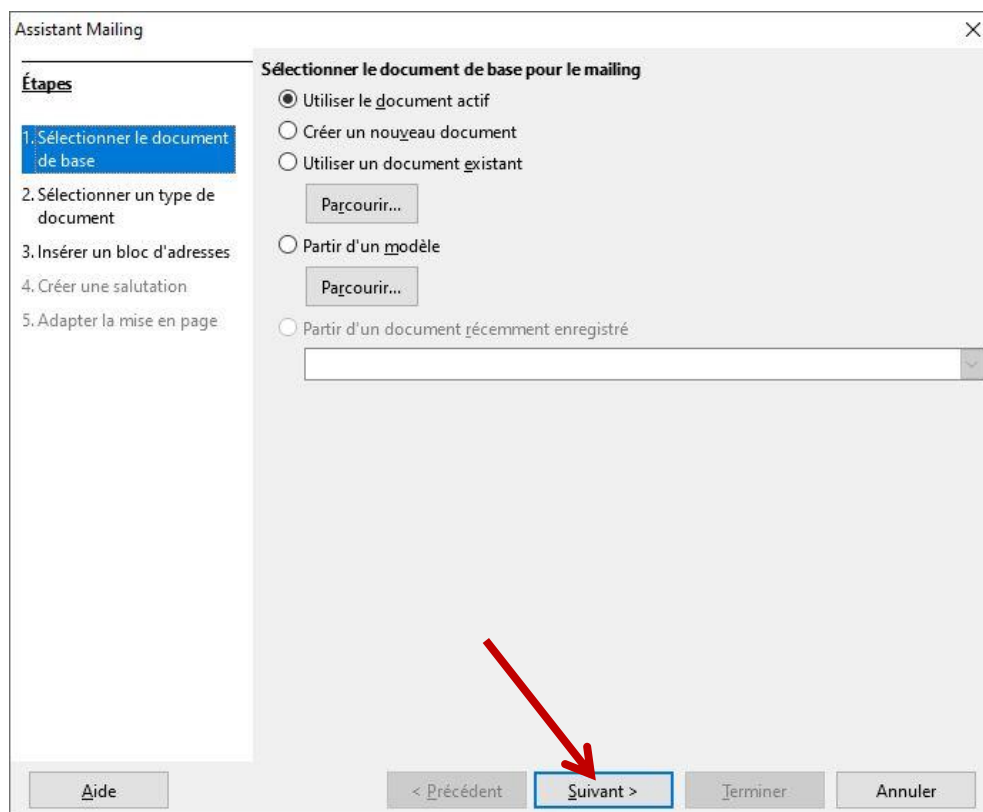 Assistant Mailing
Étapes
1. Sélectionner le document
de base
2. Sélectionner un type de
document
3. Insérer un bloc d'adresses
4. Créer une salutation
5. Adapter la mise en page
Sélectionner le document de base pour le mailing
Utiliser le document actif
Créer un nouveau document
Utiliser un document existant
Parcourir...
Partir d'un modèle
Parcourir...
Partir d'un document récemment enregistré
Aide
< Précédent
Suivant >
Terminer
Annuler